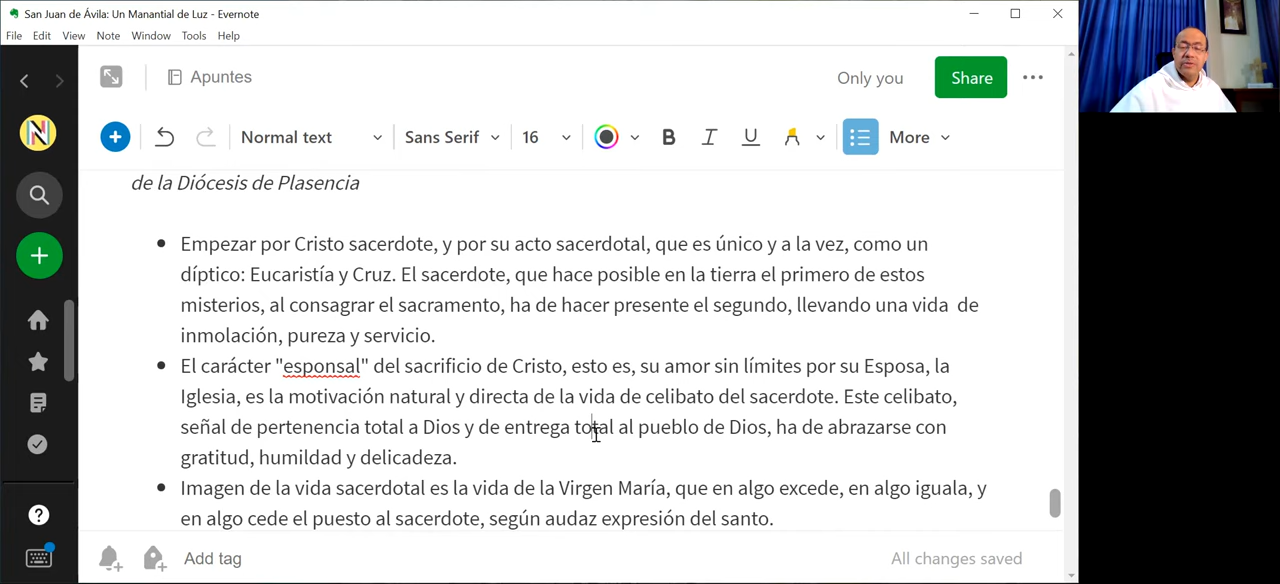 San Juan de Ávila: Un Manantial de Luz - Evernote
File Edit View Note Window Tools Help
Apuntes
Only you
Share
Normal text
Sans Serif
16
B I U
More
de la Diócesis de Plasencia
Empezar por Cristo sacerdote, y por su acto sacerdotal, que es único y a la vez, como un
díptico: Eucaristía y Cruz. El sacerdote, que hace posible en la tierra el primero de estos
misterios, al consagrar el sacramento, ha de hacer presente el segundo, llevando una vida de
inmolación, pureza y servicio.
El carácter "esponsal" del sacrificio de Cristo, esto es, su amor sin límites por su Esposa, la
Iglesia, es la motivación natural y directa de la vida de celibato del sacerdote. Este celibato,
señal de pertenencia total a Dios y de entrega total al pueblo de Dios, ha de abrazarse con
gratitud, humildad y delicadeza.
Imagen de la vida sacerdotal es la vida de la Virgen María, que en algo excede, en algo iguala, y
en algo cede el puesto al sacerdote, según audaz expresión del santo.
Add tag
All changes saved